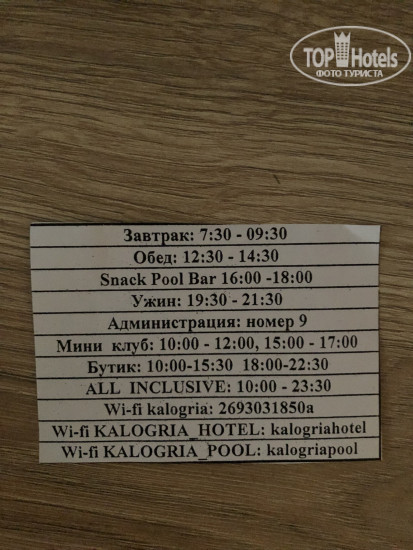 TOP Hotels
ФОТО ТУРИСТА
Завтрак: 7:30 - 09:30
Обед: 12:30 - 14:30
Snack Pool Bar 16:00 -18:00
Ужин: 19:30 - 21:30
Администрация: номер 9
Мини клуб: 10:00 - 12:00, 15:00 - 17:00
Бутик: 10:00-15:30 18:00-22:30
ALL INCLUSIVE: 10:00 - 23:30
Wi-fi kalogria: 2693031850a
Wi-fi KALOGRIA_HOTEL: kalogriahotel
Wi-fi KALOGRIA_POOL: kalogriapool